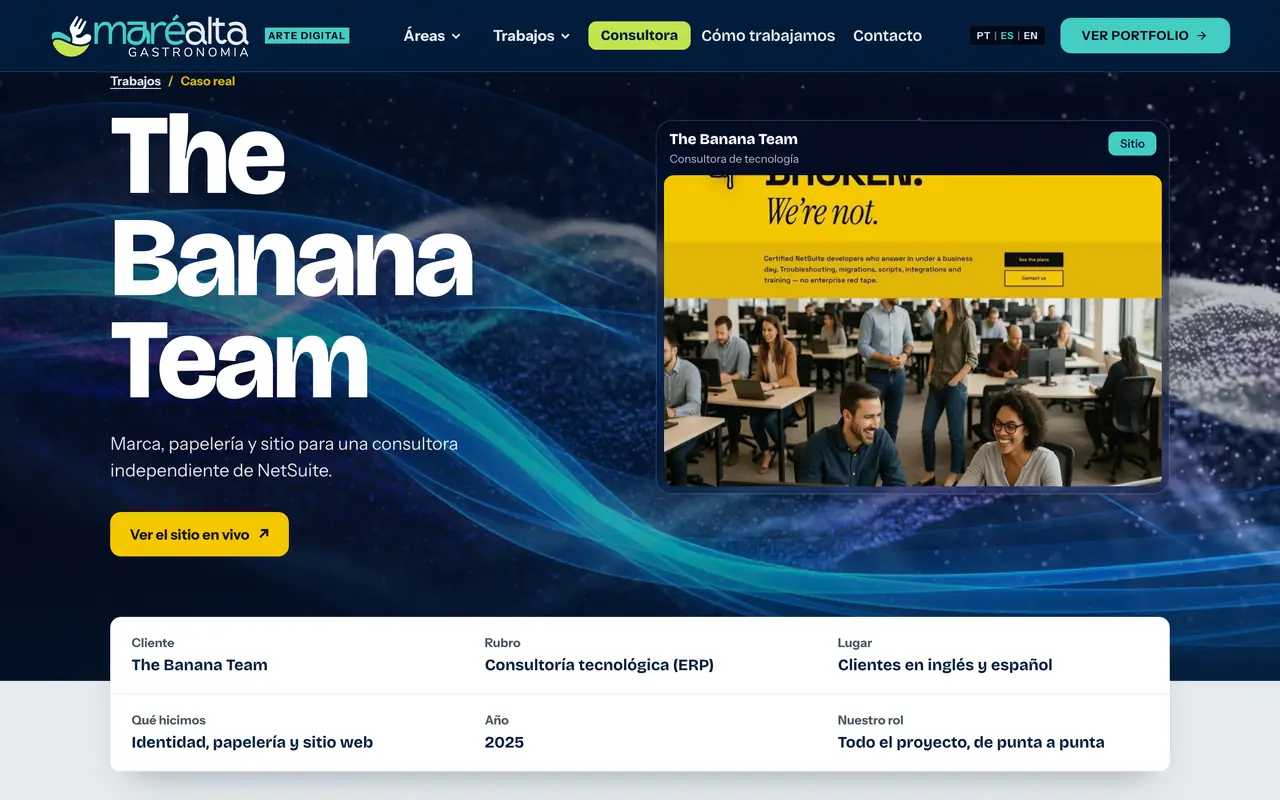 maréalta
GASTRONOMIA
ARTE DIGITAL
Áreas
Trabajos
Consultora
Cómo trabajamos
Contacto
PT | ES | EN
VER PORTFOLIO →
Trabajos / Caso real
The
Banana
Team
Marca, papelería y sitio para una consultora
independiente de NetSuite.
Ver el sitio en vivo ↗
The Banana Team
Consultora de tecnología
Sitio
BROKEN.
We're not.
Certified NetSuite developers who answer in under a business
day. Troubleshooting, migrations, scripts, integrations and
training — no enterprise red tape.
See the plans
Contact us
Cliente
The Banana Team
Rubro
Consultoría tecnológica (ERP)
Lugar
Clientes en inglés y español
Qué hicimos
Identidad, papelería y sitio web
Año
2025
Nuestro rol
Todo el proyecto, de punta a punta